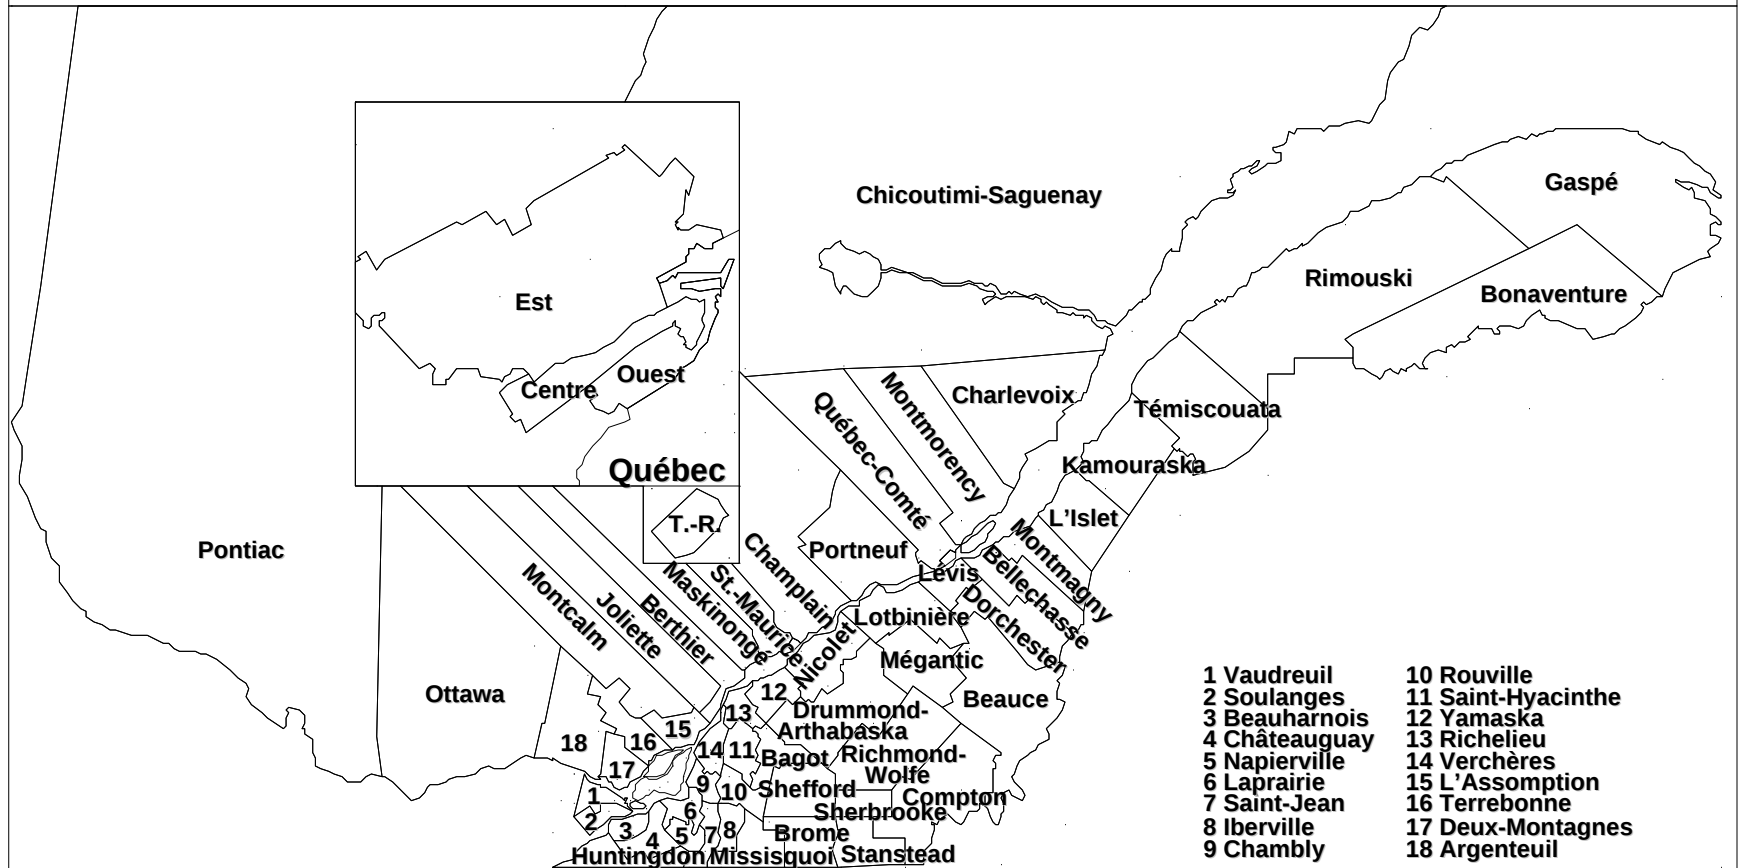 Chicoutimi-Saguenay
Gaspé
Rimouski
Bonaventure
Est
Ouest
Centre
Québec
Charlevoix
Montmorency
Québec-Comté
Témiscouata
Kamouraska
L'Islet
Montmagny
Bellechasse
Dorchester
Lévis
T.-R.
Portneuf
Champlain
St.-Maurice
Maskinongé
Berthier
Joliette
Montcalm
Pontiac
Ottawa
Lotbinière
Nicolet
Mégantic
Beauce
Drummond-
Arthabaska
Richmond-
Wolfe
Bagot
Shefford
Compton
Sherbrooke
Brome
Stanstead
Missisquoi
Huntingdon
12
13
15
16
18
14
11
17
9
10
1
6
2
3
4
5
7
8
1 Vaudreuil
2 Soulanges
3 Beauharnois
4 Châteauguay
5 Napierville
6 Laprairie
7 Saint-Jean
8 Iberville
9 Chambly
10 Rouville
11 Saint-Hyacinthe
12 Yamaska
13 Richelieu
14 Verchères
15 L'Assomption
16 Terrebonne
17 Deux-Montagnes
18 Argenteuil